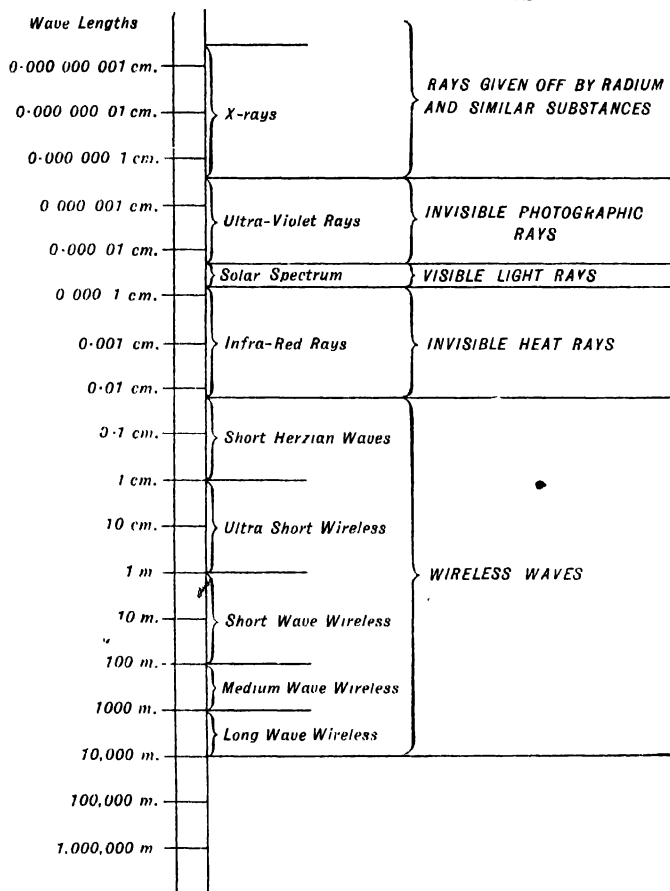 Wave Lengths
0·000 000 001 cm.
RAYS GIVEN OFF BY RADIUM
AND SIMILAR SUBSTANCES
0·000 000 01 cm.
X-rays
0·000 000 1 cm.
0 000 001 cm.
Ultra-Violet Rays
INVISIBLE PHOTOGRAPHIC
RAYS
0·000 01 cm.
Solar Spectrum
VISIBLE LIGHT RAYS
0 000 1 cm.
0·001 cm.
Infra-Red Rays
INVISIBLE HEAT RAYS
0·01 cm.
0·1 cm.
Short Herzian Waves
1 cm.
10 cm.
Ultra Short Wireless
1 m
WIRELESS WAVES
10 m.
Short Wave Wireless
100 m.
Medium Wave Wireless
1000 m.
Long Wave Wireless
10,000 m.
100,000 m.
1.000,000 m